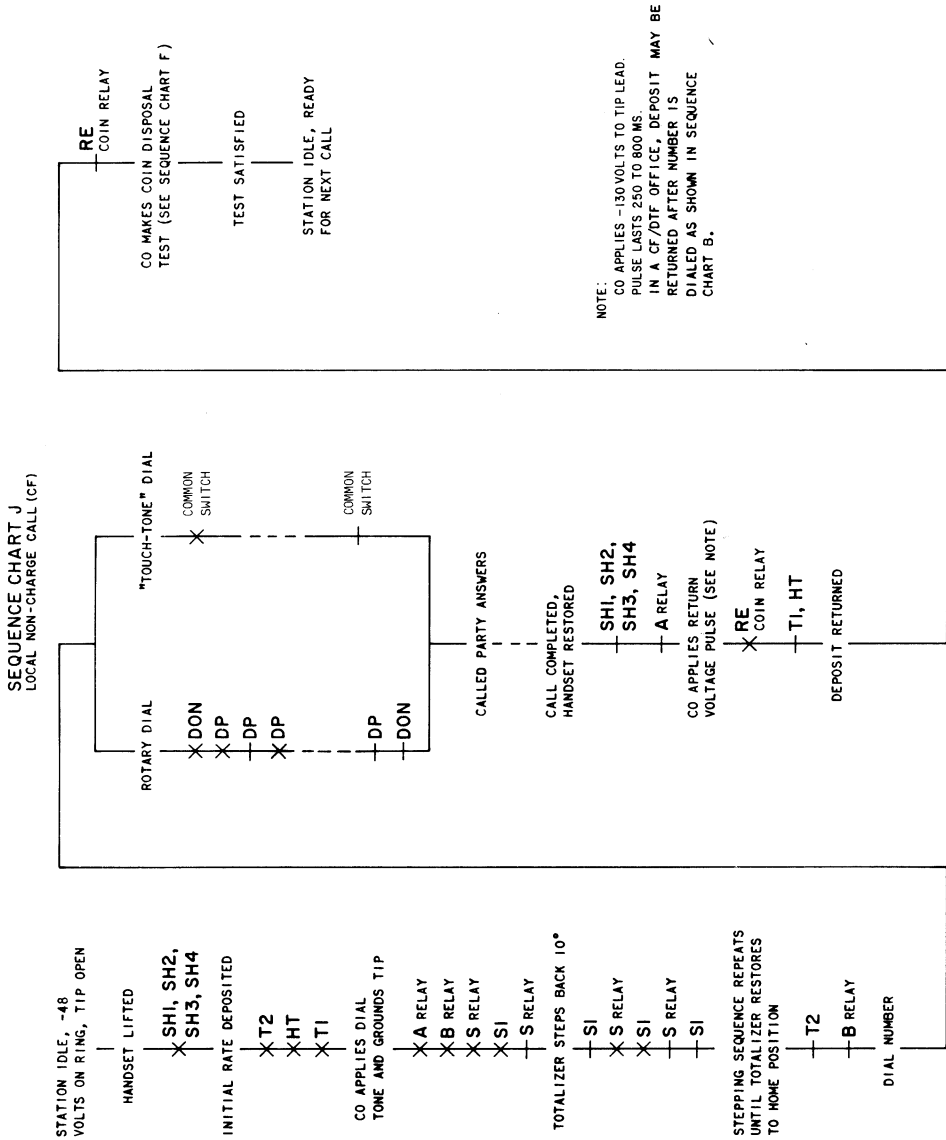 SEQUENCE CHART J
LOCAL NON-CHARGE CALL (CF)
STATION IDLE, -48
VOLTS ON RING, TIP OPEN
HANDSET LIFTED
SH1, SH2,
SH3, SH4
INITIAL RATE DEPOSITED
T2
HT
T1
CO APPLIES DIAL
TONE AND GROUNDS TIP
A RELAY
B RELAY
S RELAY
S1
S RELAY
TOTALIZER STEPS BACK 10°
S1
S RELAY
S1
S RELAY
S1
STEPPING SEQUENCE REPEATS
UNTIL TOTALIZER RESTORES
TO HOME POSITION
T2
B RELAY
DIAL NUMBER
ROTARY DIAL
DON
DP
DP
DP
DP
DON
"TOUCH-TONE" DIAL
COMMON
SWITCH
COMMON
SWITCH
CALLED PARTY ANSWERS
CALL COMPLETED,
HANDSET RESTORED
SH1, SH2,
SH3, SH4
A RELAY
CO APPLIES RETURN
VOLTAGE PULSE (SEE NOTE)
RE
COIN RELAY
T1, HT
DEPOSIT RETURNED
RE
COIN RELAY
CO MAKES COIN DISPOSAL
TEST (SEE SEQUENCE CHART F)
TEST SATISFIED
STATION IDLE, READY
FOR NEXT CALL
NOTE:
CO APPLIES -130 VOLTS TO TIP LEAD.
PULSE LASTS 250 TO 800 MS.
IN A CF/DTF OFFICE, DEPOSIT MAY BE
RETURNED AFTER NUMBER IS
DIALED AS SHOWN IN SEQUENCE
CHART B.